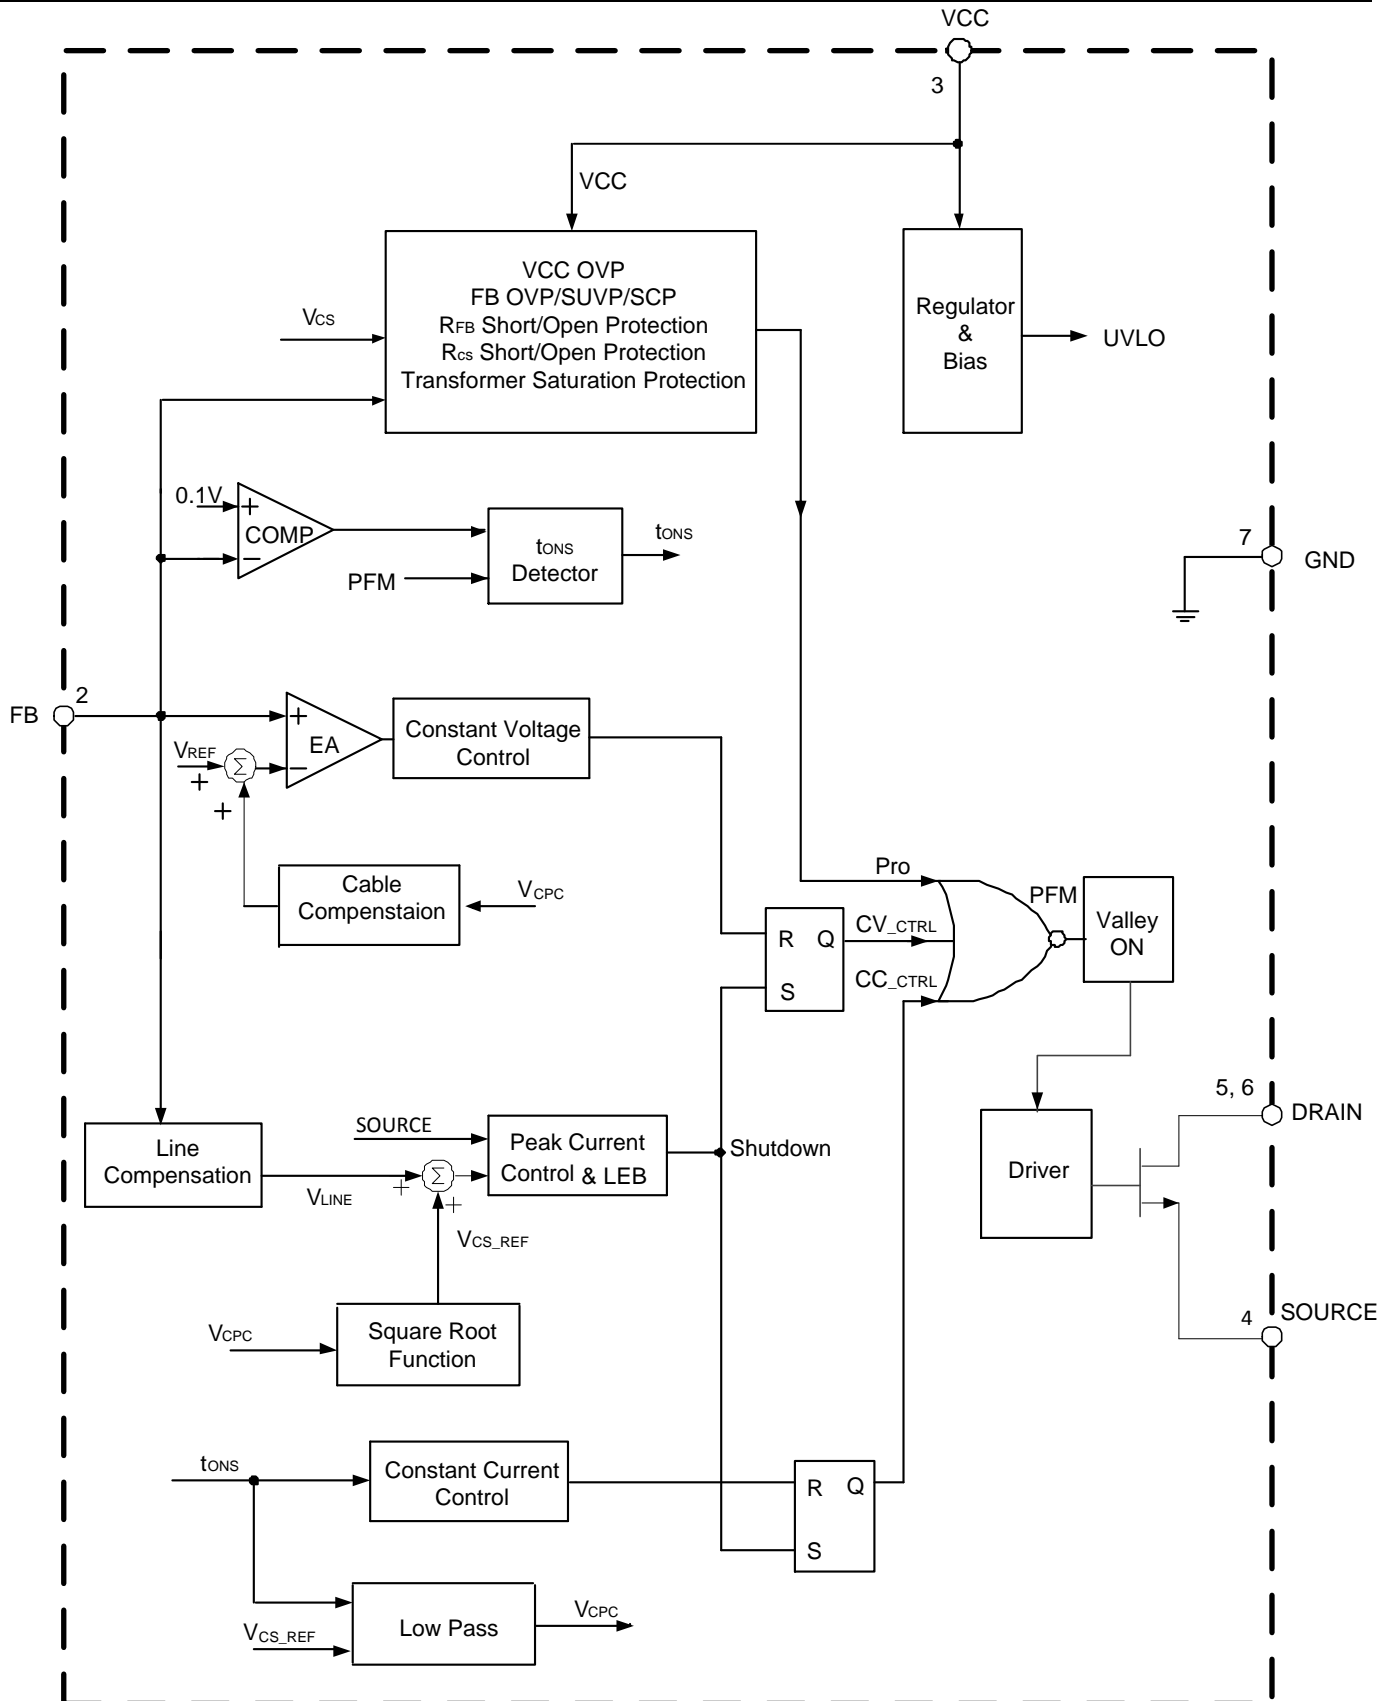 VCC
3
VCC
VCC OVP
FB OVP/SUVP/SCP
RFB Short/Open Protection
Rcs Short/Open Protection
Transformer Saturation Protection
VCS
Regulator
&
Bias
UVLO
0.1V
+
COMP
−
PFM
tONS
Detector
tONS
7
GND
2
FB
+
EA
−
VREF
+
Σ
+
Constant Voltage
Control
Cable
Compenstaion
VCPC
Pro
PFM
Valley
ON
R
Q
S
CV_CTRL
CC_CTRL
5, 6
DRAIN
Line
Compensation
VLINE
SOURCE
+
Σ
+
Peak Current
Control & LEB
Shutdown
Driver
VCS_REF
4
SOURCE
VCPC
Square Root
Function
tONS
Constant Current
Control
R
Q
S
VCS_REF
Low Pass
VCPC